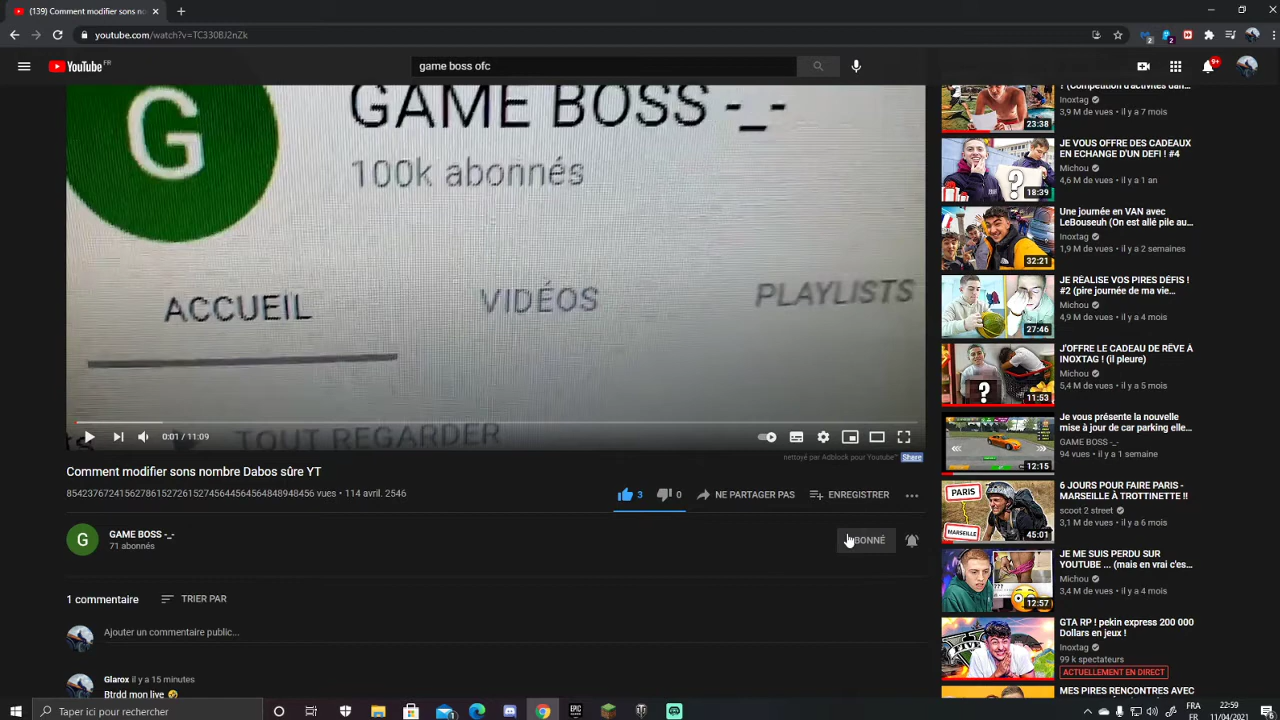 (139) Comment modifier sons no
youtube.com/watch?v=TC330BJ2nZk
YouTube FR
game boss ofc
9+
G
GAME BOSS -_-
00k abonnés
ACCUEIL
VIDÉOS
PLAYLISTS
REGARDER
0:01 / 11:09
nettoyé par Adblock pour Youtube™ Share
Comment modifier sons nombre Dabos sûre YT
114 avril. 2546
3
0
NE PARTAGER PAS
ENREGISTRER
G
GAME BOSS -_-
71 abonnés
BONNÉ
1 commentaire
TRIER PAR
Ajouter un commentaire public...
Glarox il y a 15 minutes
Btrdd mon live
? (Compétition d'activités dan...
Inoxtag
3,9 M de vues • il y a 7 mois
23:38
JE VOUS OFFRE DES CADEAUX
EN ECHANGE D'UN DEFI ! #4
Michou
4,6 M de vues • il y a 1 an
18:39
Une journée en VAN avec
LeBouseuh (On est allé pile au...
Inoxtag
1,9 M de vues • il y a 2 semaines
32:21
JE RÉALISE VOS PIRES DÉFIS !
#2 (pire journée de ma vie...
Michou
4,9 M de vues • il y a 4 mois
27:46
J'OFFRE LE CADEAU DE RÊVE À
INOXTAG ! (il pleure)
Michou
5,4 M de vues • il y a 5 mois
11:53
Je vous présente la nouvelle
mise à jour de car parking elle...
GAME BOSS -_-
94 vues • il y a 1 semaine
12:15
6 JOURS POUR FAIRE PARIS -
MARSEILLE À TROTTINETTE !!
scoot 2 street
3,1 M de vues • il y a 6 mois
PARIS
MARSEILLE
45:01
JE ME SUIS PERDU SUR
YOUTUBE ... (mais en vrai c'es...
Michou
3,4 M de vues • il y a 4 mois
???
12:57
GTA RP ! pekin express 200 000
Dollars en jeux !
Inoxtag
99 k spectateurs
ACTUELLEMENT EN DIRECT
MES PIRES RENCONTRES AVEC
Taper ici pour rechercher
EPIC
FRA
FR
22:59
11/04/2021